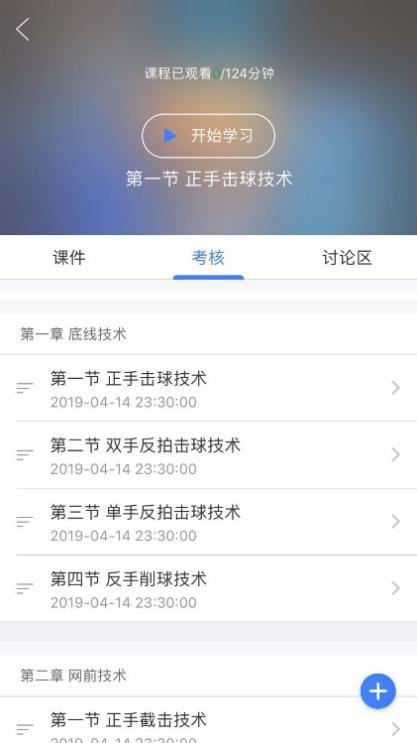 课程已观看0/124分钟
开始学习
第一节 正手击球技术
课件 考核 讨论区
第一章 底线技术
第一节 正手击球技术
2019-04-14 23:30:00
第二节 双手反拍击球技术
2019-04-14 23:30:00
第三节 单手反拍击球技术
2019-04-14 23:30:00
第四节 反手削球技术
2019-04-14 23:30:00
第二章 网前技术
第一节 正手截击技术
2019-04-14 23:30:00